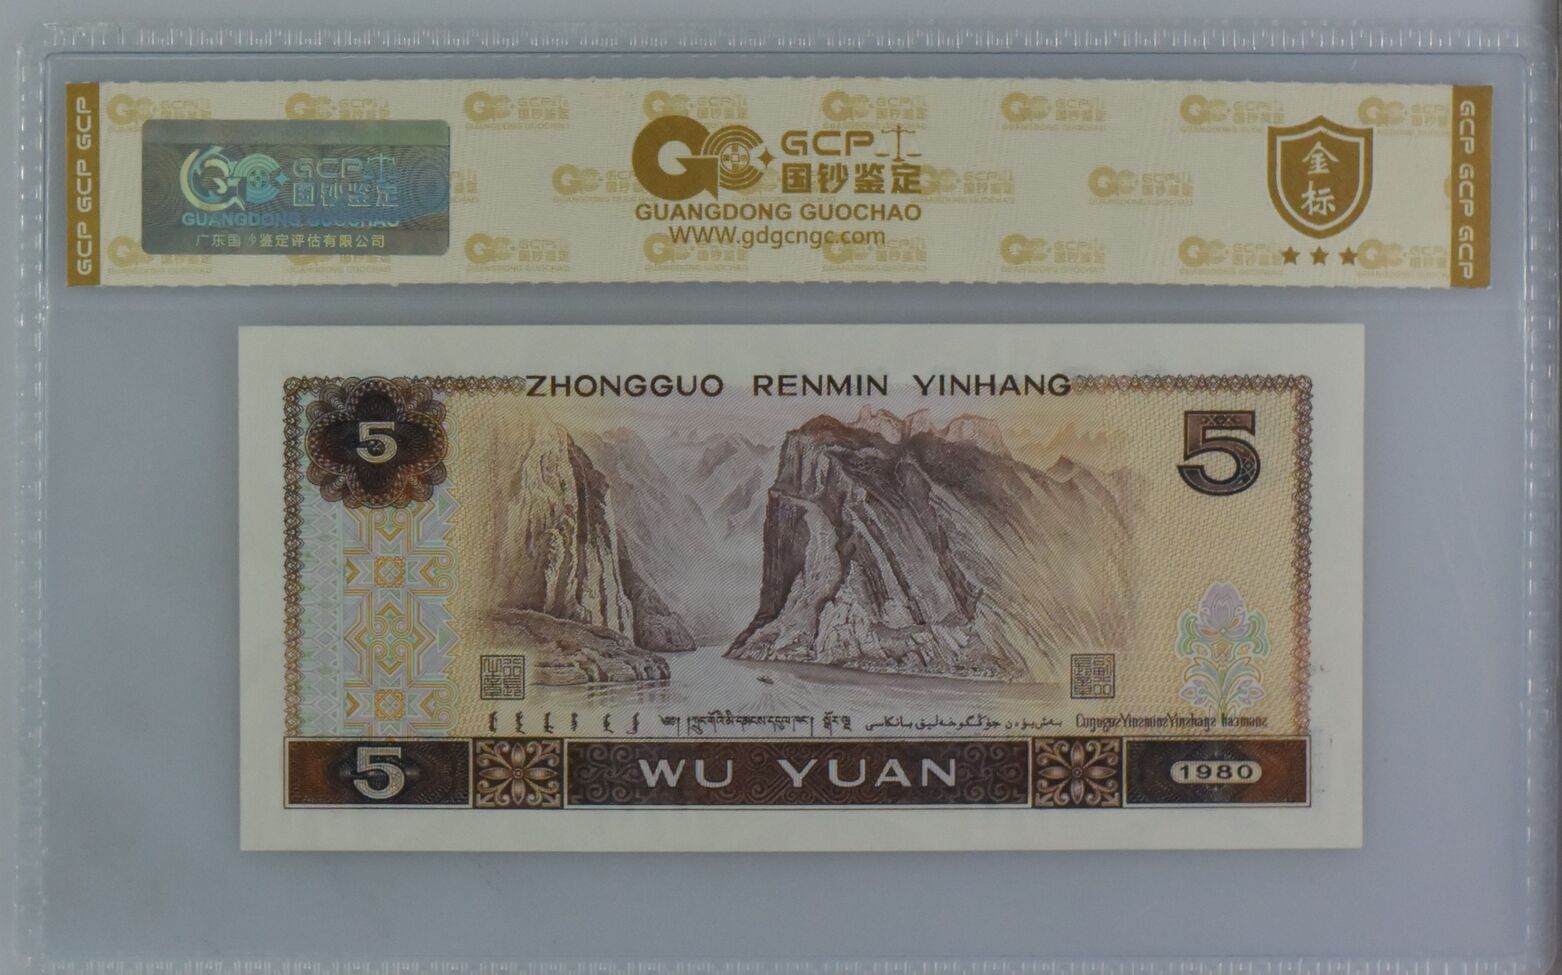 GCP GCP GCP
GCP
国钞鉴定
GUANGDONG GUOCHAO
广东国钞鉴定评估有限公司
GCP
国钞鉴定
GUANGDONG GUOCHAO
WWW.gdgcngc.com
金标
GCP GCP GCP
ZHONGGUO RENMIN YINHANG
5
5
5
WU YUAN
1980